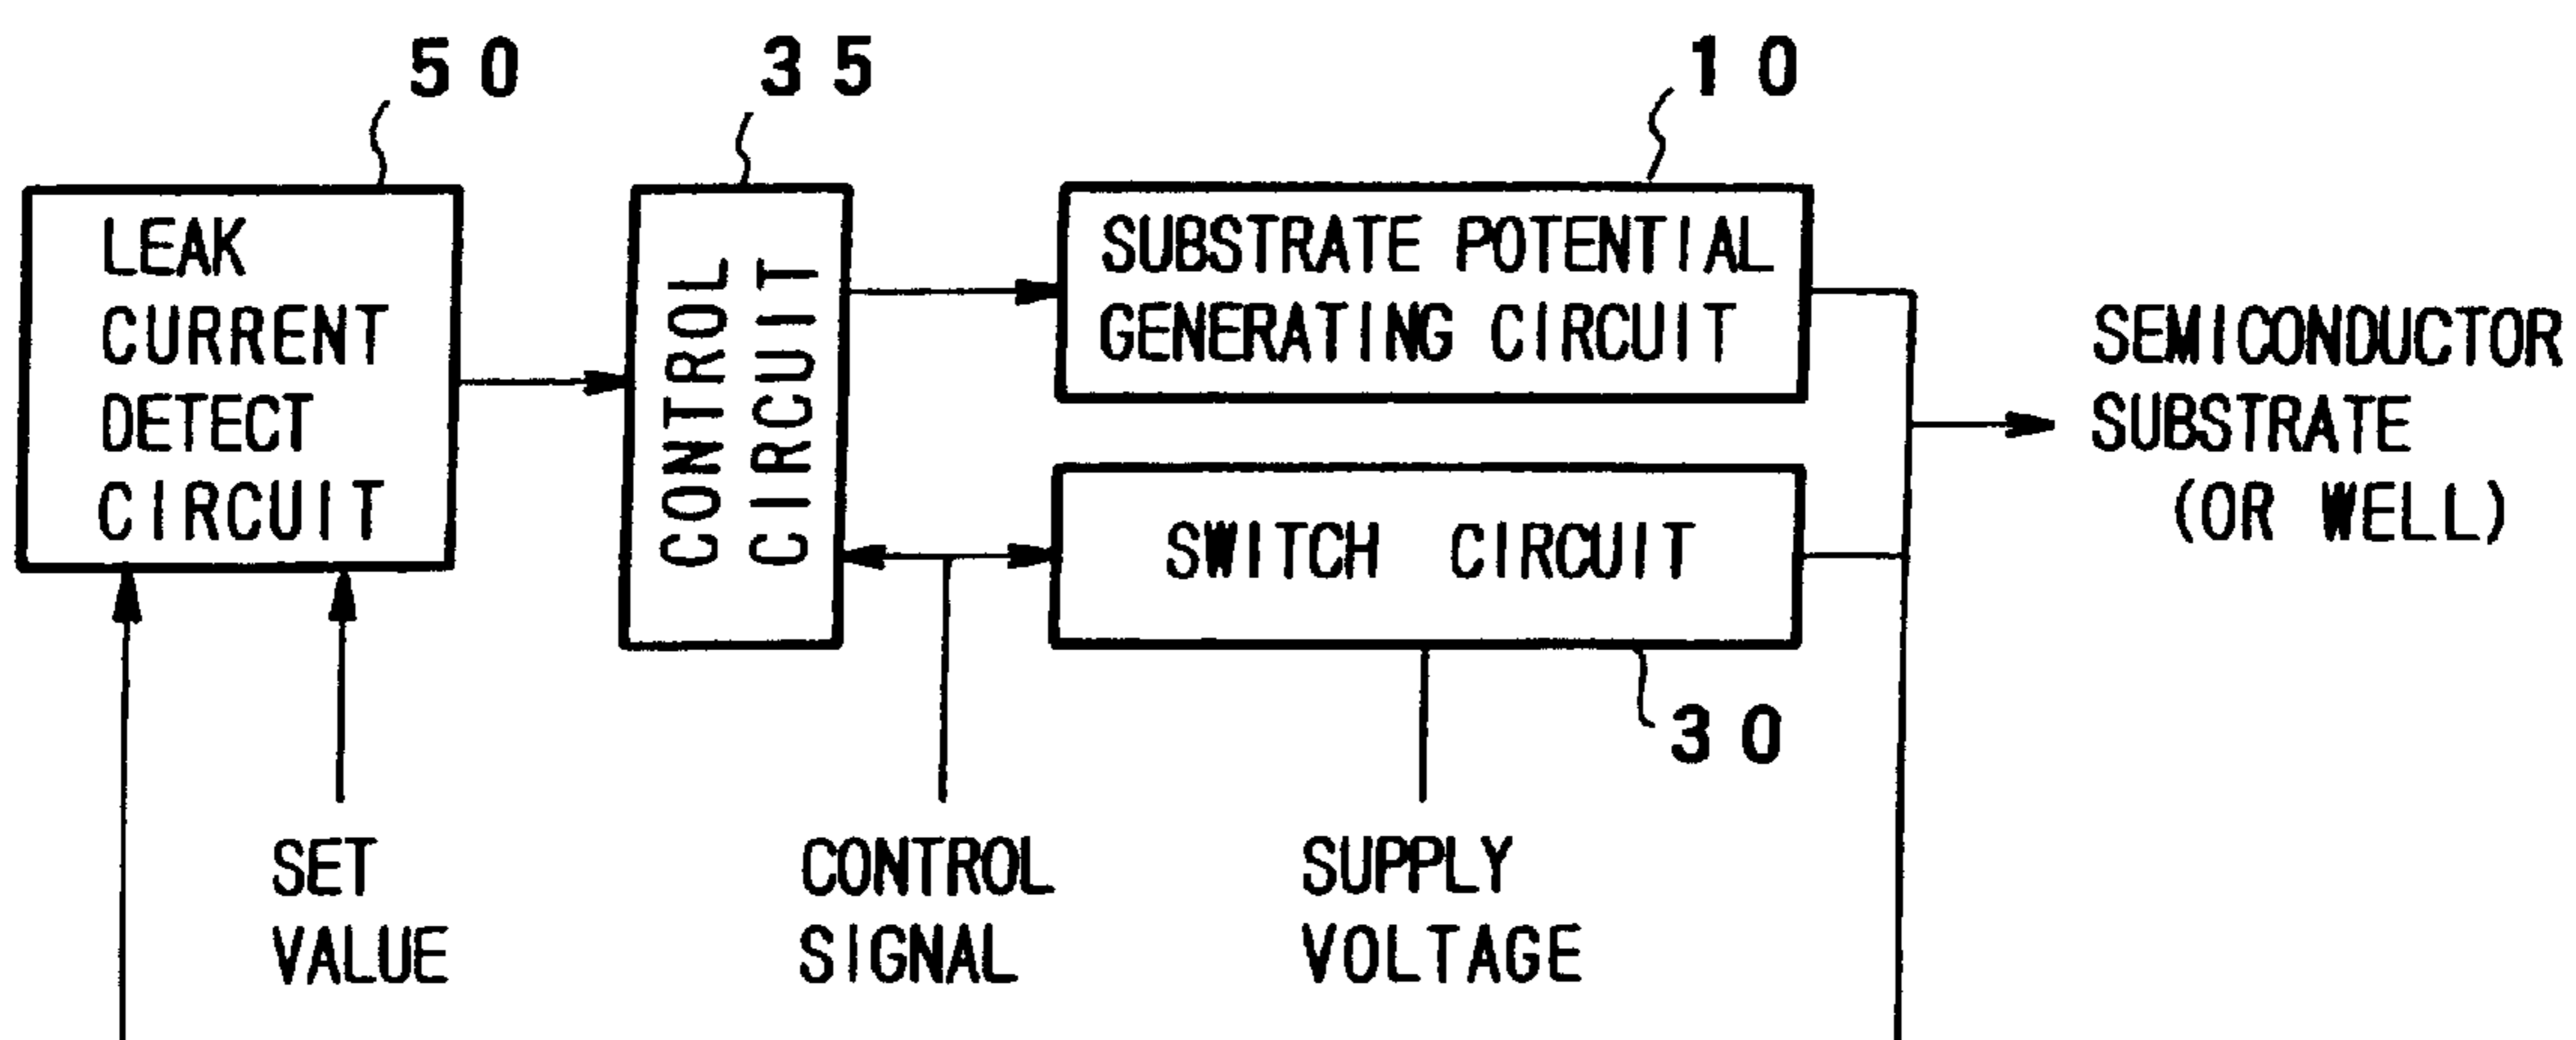 50
35
10
LEAK
CURRENT
DETECT
CIRCUIT
CONTROL
CIRCUIT
SUBSTRATE POTENTIAL
GENERATING CIRCUIT
SEMICONDUCTOR
SUBSTRATE
(OR WELL)
SWITCH CIRCUIT
30
SET
VALUE
CONTROL
SIGNAL
SUPPLY
VOLTAGE